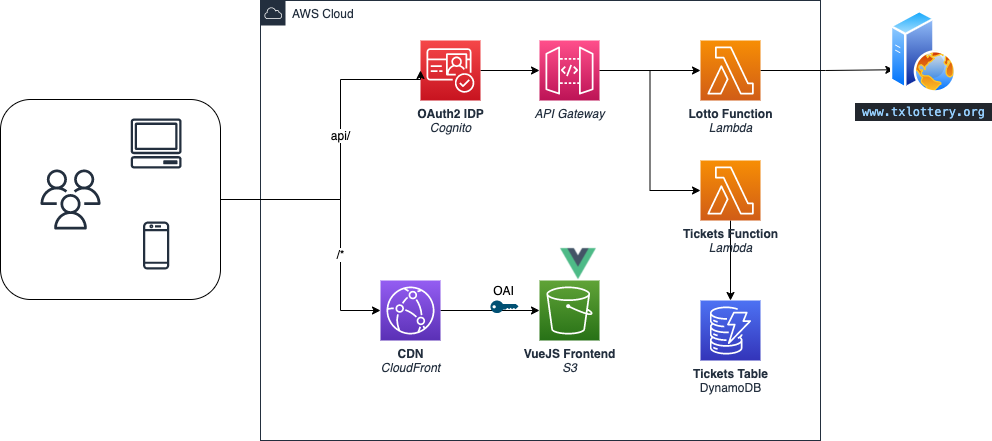 AWS Cloud
OAuth2 IDP
Cognito
API Gateway
Lotto Function
Lambda
www.txlottery.org
api/
Tickets Function
Lambda
/*
OAI
CDN
CloudFront
VueJS Frontend
S3
Tickets Table
DynamoDB